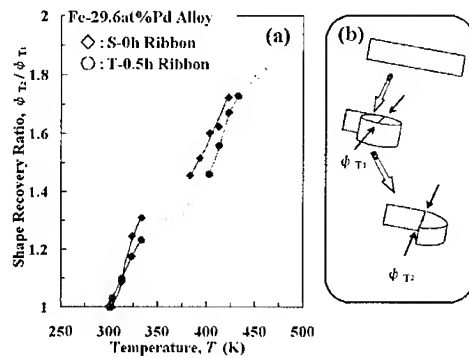 Fe-29.6at%Pd Alloy
: S-0h Ribbon
: T-0.5h Ribbon
(a)
(b)
Shape Recovery Ratio, φT2/φT1
2
1.8
1.6
1.4
1.2
1
250 300 350 400 450 500
Temperature, T (K)
φT1
φT2